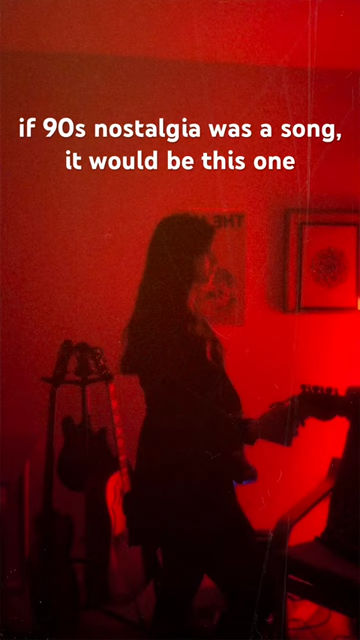 if 90s nostalgia was a song,
it would be this one